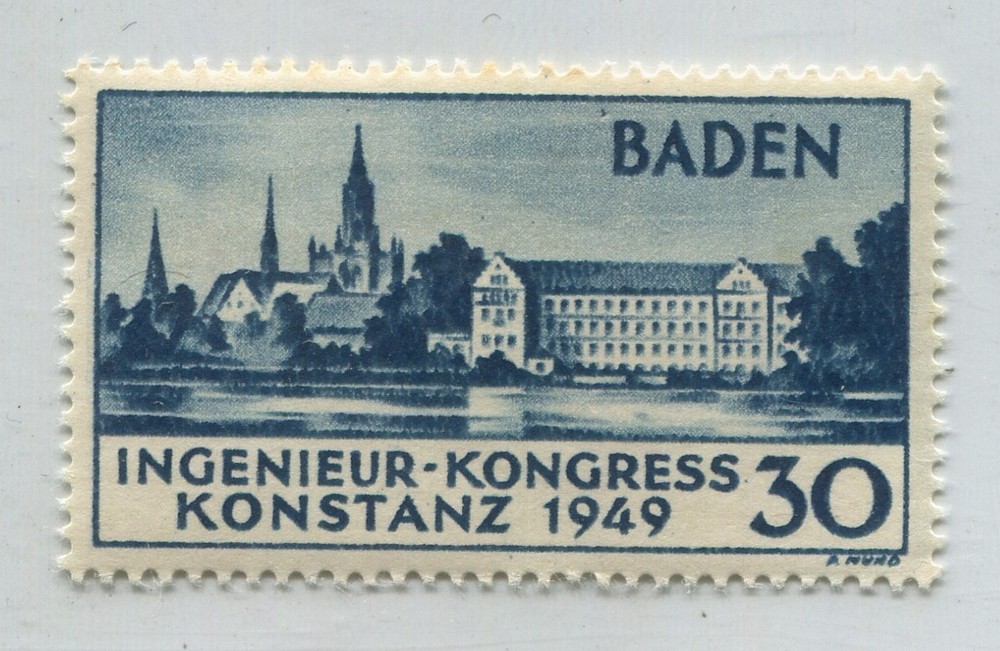 BADEN
INGENIEUR-KONGRESS 30
KONSTANZ 1949